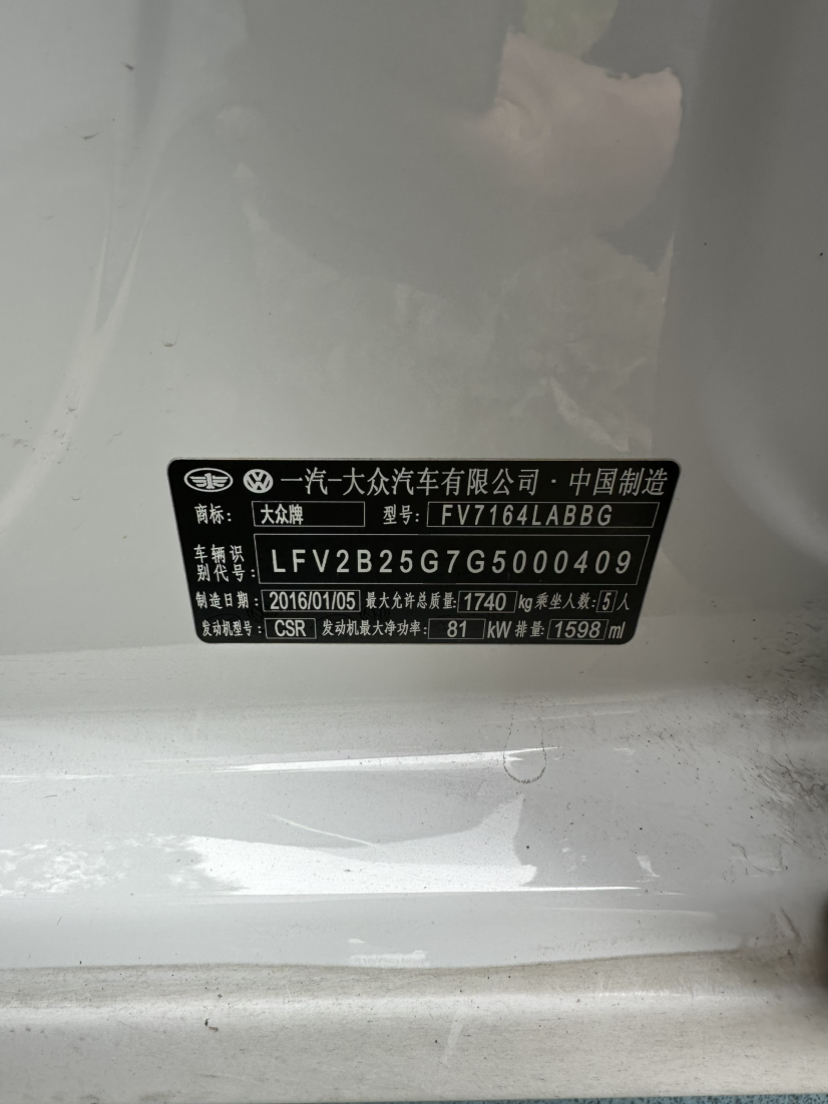 一汽-大众汽车有限公司·中国制造
商标: 大众牌 型号: FV7164LABBG
车辆识别代号: LFV2B25G7G5000409
制造日期: 2016/01/05 最大允许总质量: 1740 kg 乘坐人数: 5 人
发动机型号: CSR 发动机最大净功率: 81 kW 排量: 1598 ml